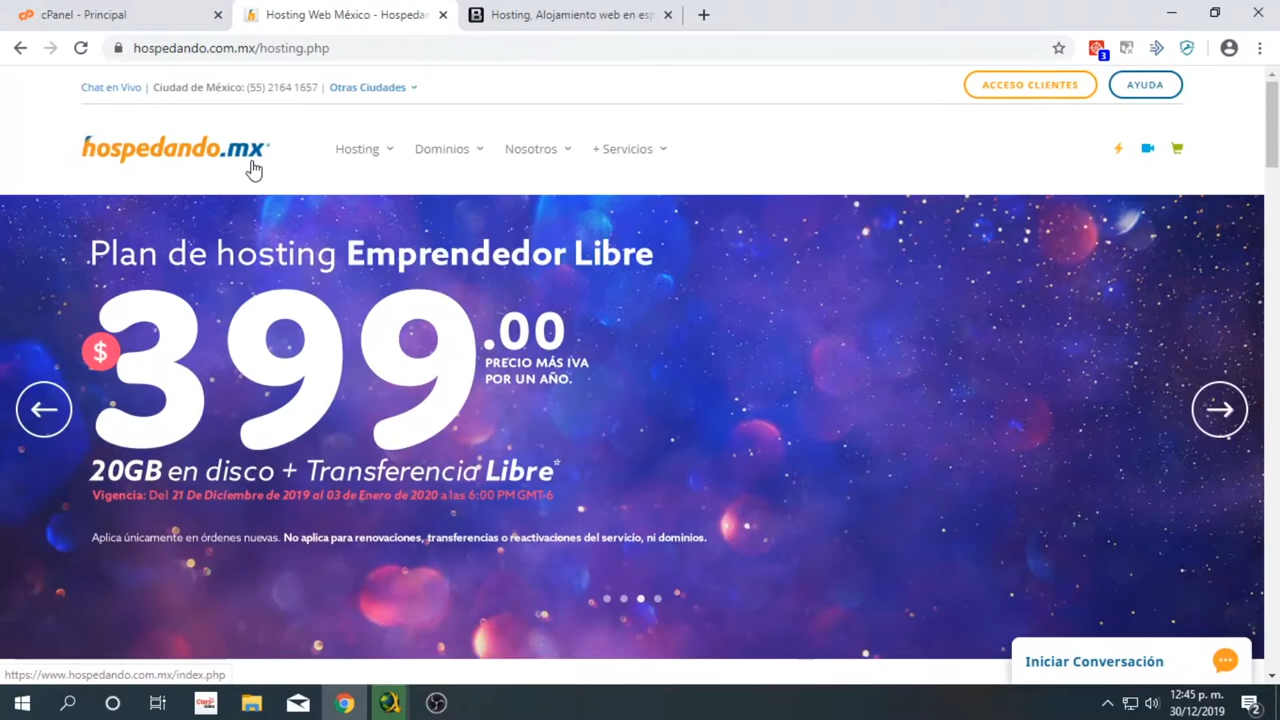 cPanel - Principal
Hosting Web México - Hospedan
Hosting, Alojamiento web en esp
hospedando.com.mx/hosting.php
3
Chat en Vivo | Ciudad de México: (55) 2164 1657 | Otras Ciudades
ACCESO CLIENTES
AYUDA
hospedando.mx
Hosting
Dominios
Nosotros
+ Servicios
Plan de hosting Emprendedor Libre
$399.00
PRECIO MÁS IVA
POR UN AÑO.
20GB en disco + Transferencia Libre*
Vigencia: Del 21 De Diciembre de 2019 al 03 de Enero de 2020 a las 6:00 PM GMT-6
Aplica únicamente en órdenes nuevas. No aplica para renovaciones, transferencias o reactivaciones del servicio, ni dominios.
Iniciar Conversación
https://www.hospedando.com.mx/index.php
Claro
video
12:45 p. m.
30/12/2019
2